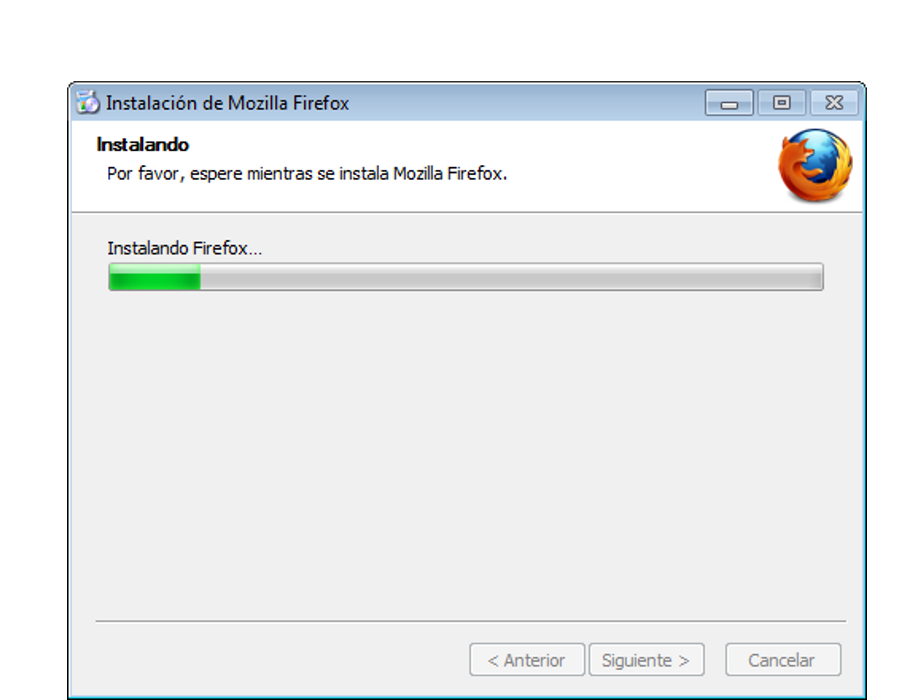 Instalación de Mozilla Firefox
Instalando
Por favor, espere mientras se instala Mozilla Firefox.
Instalando Firefox...
< Anterior
Siguiente >
Cancelar